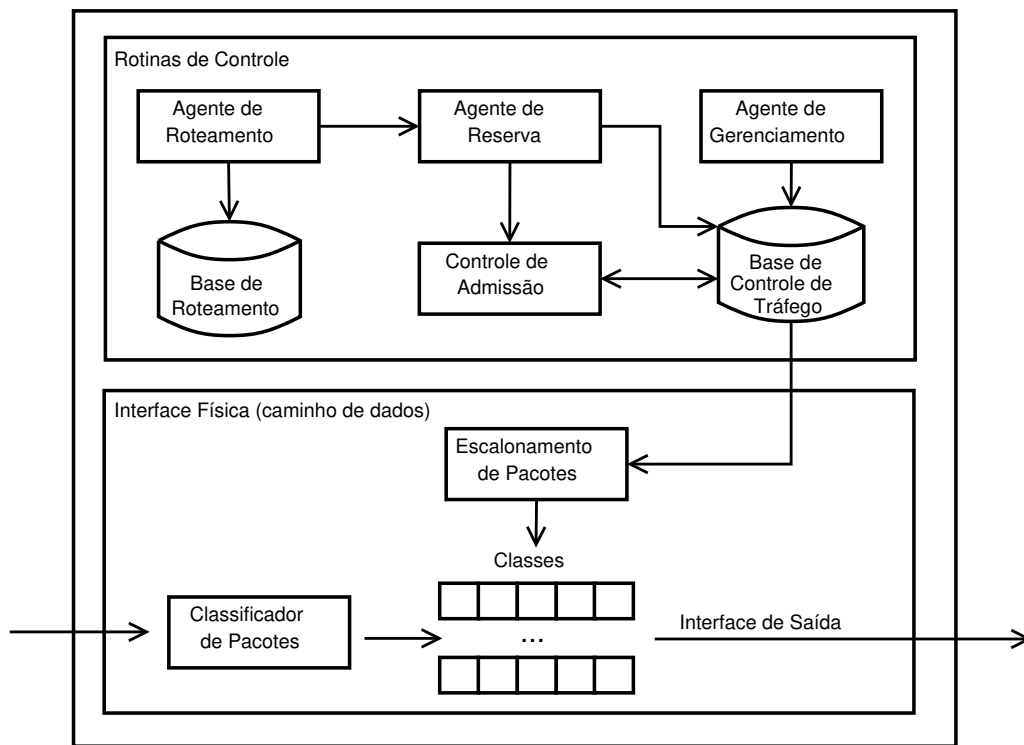 Rotinas de Controle
Agente de
Roteamento
Agente de
Reserva
Agente de
Gerenciamento
Base de
Roteamento
Controle de
Admissão
Base de
Controle de
Tráfego
Interface Física (caminho de dados)
Escalonamento
de Pacotes
Classes
Classificador
de Pacotes
...
Interface de Saída